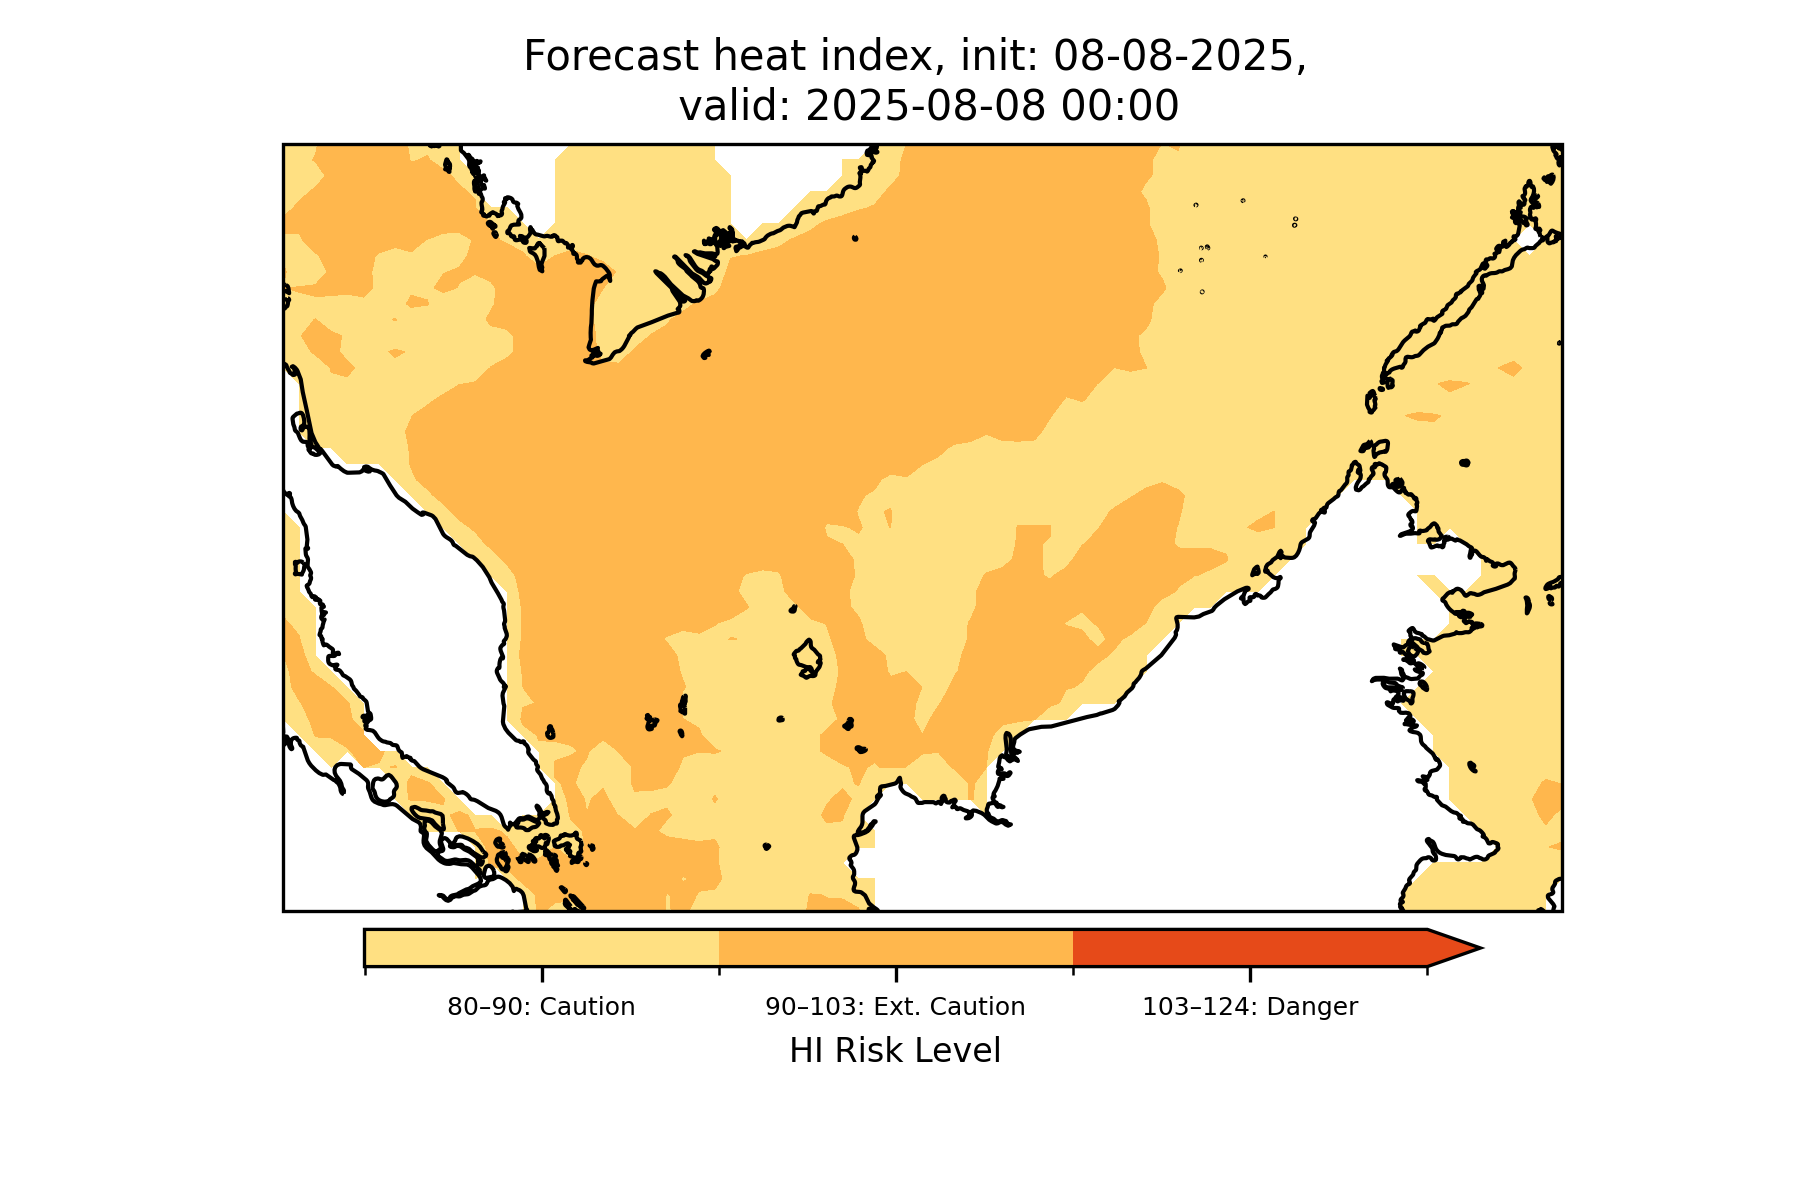 Forecast heat index, init: 08-08-2025,
valid: 2025-08-08 00:00
80–90: Caution
90–103: Ext. Caution
103–124: Danger
HI Risk Level